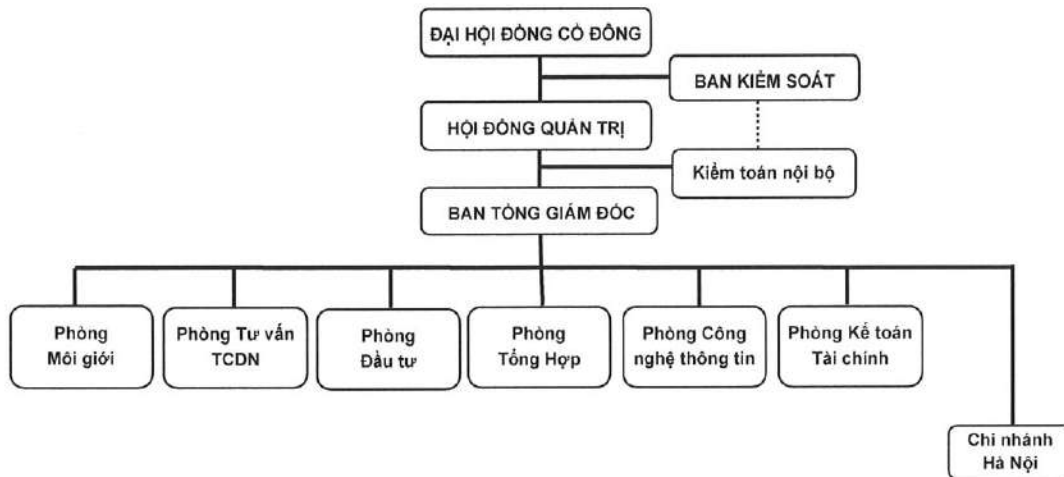 ĐẠI HỘI ĐỒNG CỔ ĐÔNG
BAN KIỂM SOÁT
HỘI ĐỒNG QUẢN TRỊ
Kiểm toán nội bộ
BAN TỔNG GIÁM ĐỐC
Phòng
Môi giới
Phòng Tư vấn
TCDN
Phòng
Đầu tư
Phòng
Tổng Hợp
Phòng Công
nghệ thông tin
Phòng Kế toán
Tài chính
Chi nhánh
Hà Nội